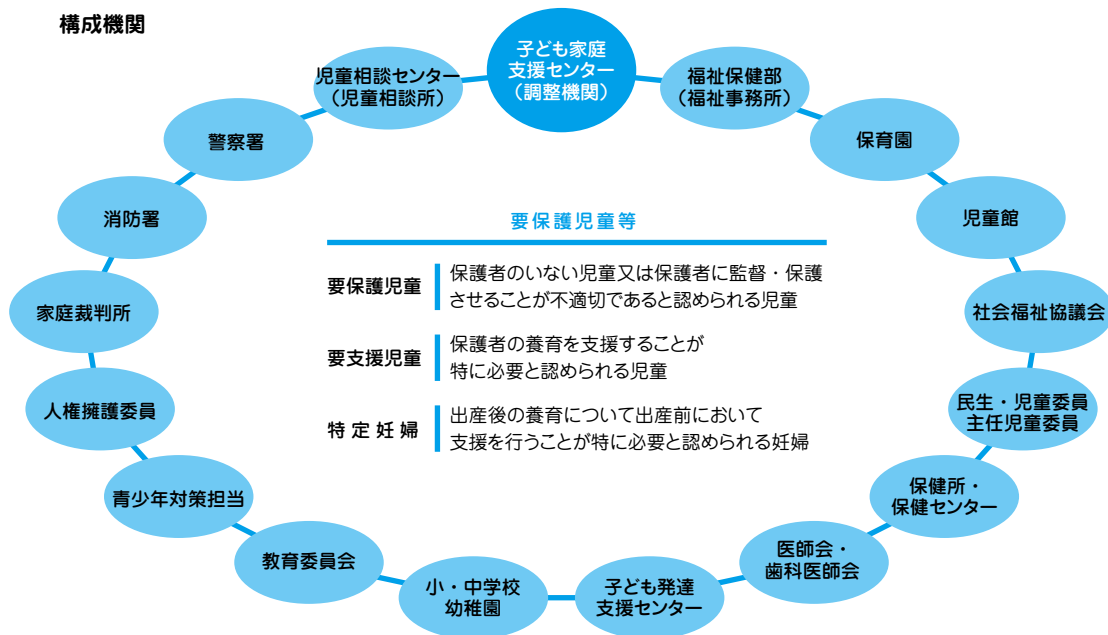 構成機関
子ども家庭
支援センター
（調整機関）
福祉保健部
（福祉事務所）
保育園
児童館
社会福祉協議会
民生・児童委員
主任児童委員
保健所・
保健センター
医師会・
歯科医師会
子ども発達
支援センター
小・中学校
幼稚園
教育委員会
青少年対策担当
人権擁護委員
家庭裁判所
消防署
警察署
児童相談センター
（児童相談所）
要保護児童等
要保護児童
保護者のいない児童又は保護者に監督・保護
させることが不適切であると認められる児童
要支援児童
保護者の養育を支援することが
特に必要と認められる児童
特定妊婦
出産後の養育について出産前において
支援を行うことが特に必要と認められる妊婦